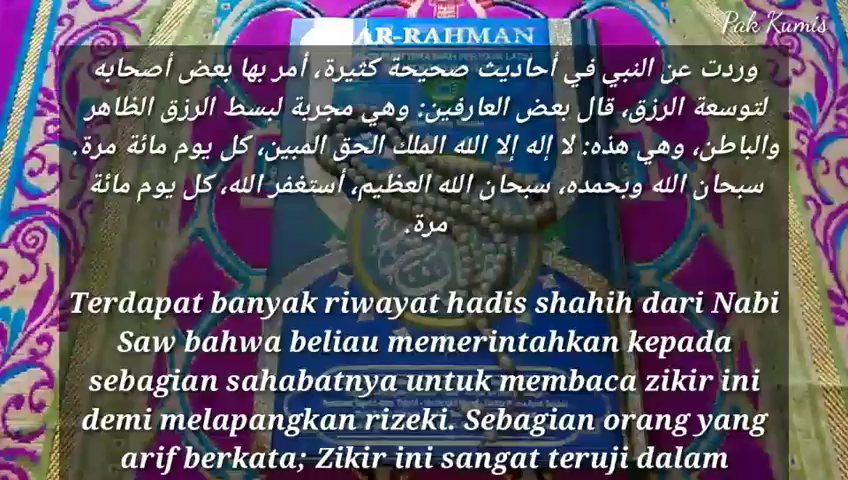 Pak Kumis
AR-RAHMAN
وردت عن النبي في أحاديث صحيحة كثيرة، أمر بها بعض أصحابه
لتوسعة الرزق، قال بعض العارفين: وهي مجربة لبسط الرزق الظاهر
والباطن، وهي هذه: لا إله إلا الله الملك الحق المبين، كل يوم مائة مرة.
سبحان الله وبحمده، سبحان الله العظيم، أستغفر الله، كل يوم مائة
مرة.
Terdapat banyak riwayat hadis shahih dari Nabi
Saw bahwa beliau memerintahkan kepada
sebagian sahabatnya untuk membaca zikir ini
demi melapangkan rizeki. Sebagian orang yang
arif berkata; Zikir ini sangat teruji dalam